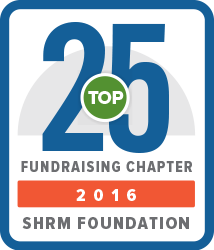 25
TOP
FUNDRAISING CHAPTER
2016
SHRM FOUNDATION